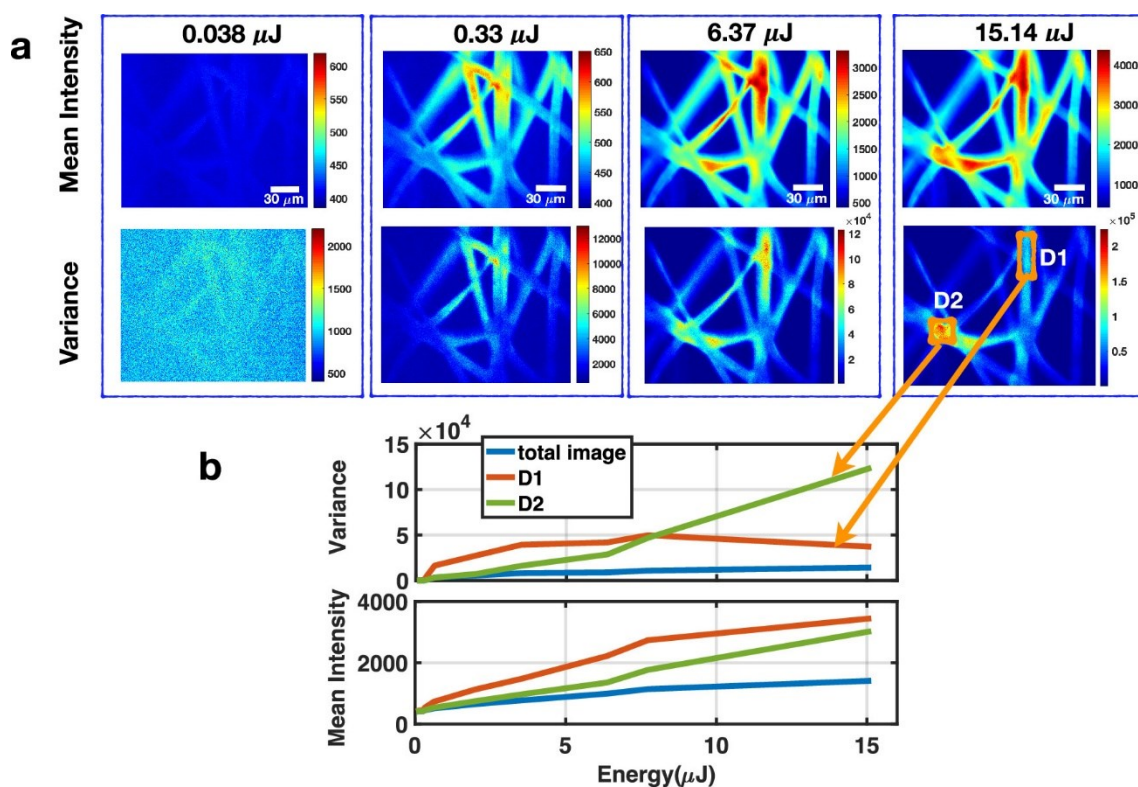 a
Mean Intensity
Variance
0.038 μJ
0.33 μJ
6.37 μJ
15.14 μJ
600
550
500
450
400
30 μm
650
600
550
500
450
400
30 μm
3000
2500
2000
1500
1000
500
30 μm
4000
3000
2000
1000
30 μm
2000
1500
1000
500
12000
10000
8000
6000
4000
2000
×10⁴
12
10
8
6
4
2
×10⁵
2
1.5
1
0.5
D1
D2
b
×10⁴
Variance
15
10
5
0
total image
D1
D2
Mean Intensity
4000
2000
0
0 5 10 15
Energy(μJ)